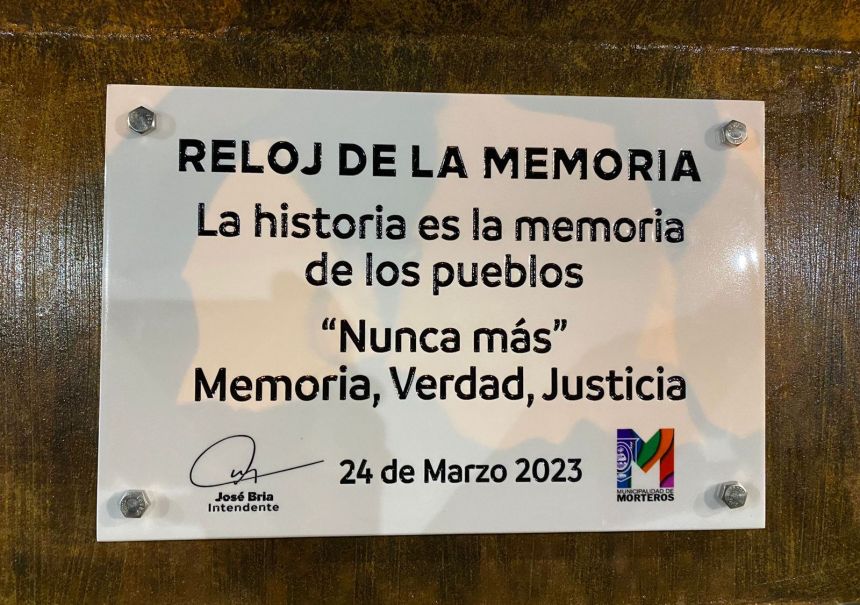 RELOJ DE LA MEMORIA
La historia es la memoria
de los pueblos
“Nunca más”
Memoria, Verdad, Justicia
José Bria
Intendente
24 de Marzo 2023
M
MUNICIPALIDAD DE
MORTEROS